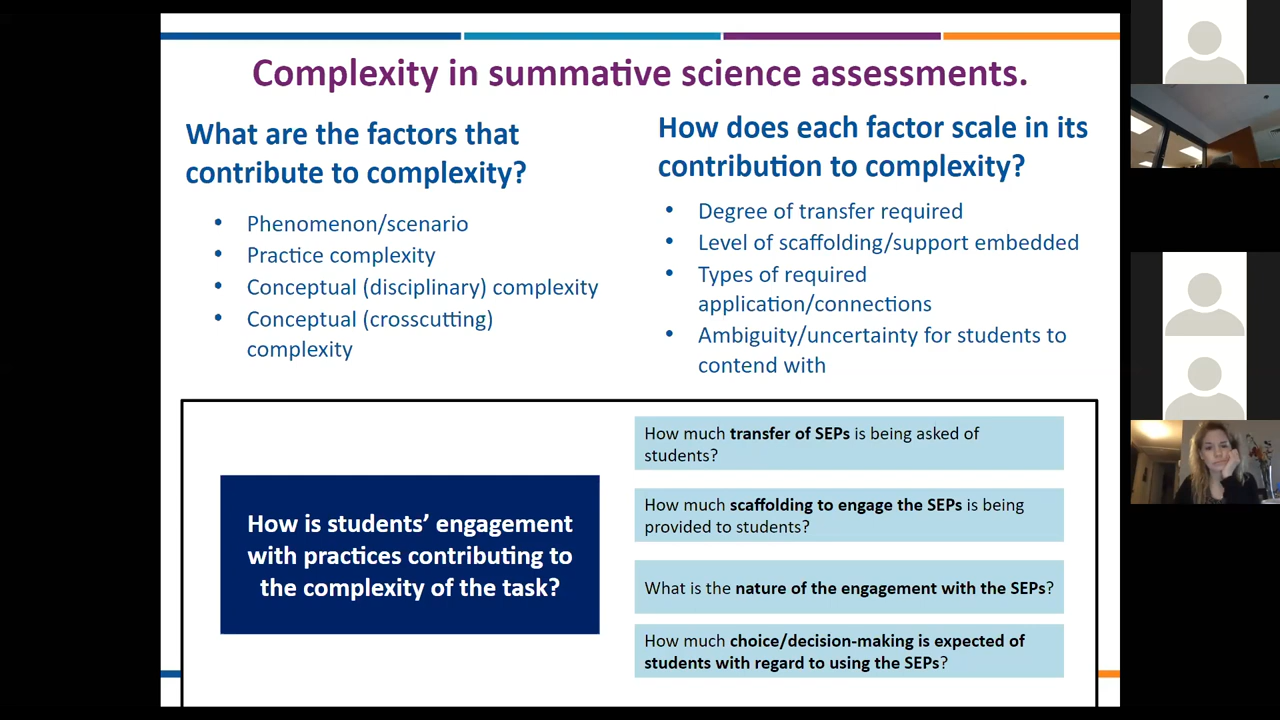 Complexity in summative science assessments.
What are the factors that
contribute to complexity?
• Phenomenon/scenario
• Practice complexity
• Conceptual (disciplinary) complexity
• Conceptual (crosscutting)
complexity
How does each factor scale in its
contribution to complexity?
• Degree of transfer required
• Level of scaffolding/support embedded
• Types of required
application/connections
• Ambiguity/uncertainty for students to
contend with
How is students’ engagement
with practices contributing to
the complexity of the task?
How much transfer of SEPs is being asked of
students?
How much scaffolding to engage the SEPs is being
provided to students?
What is the nature of the engagement with the SEPs?
How much choice/decision-making is expected of
students with regard to using the SEPs?